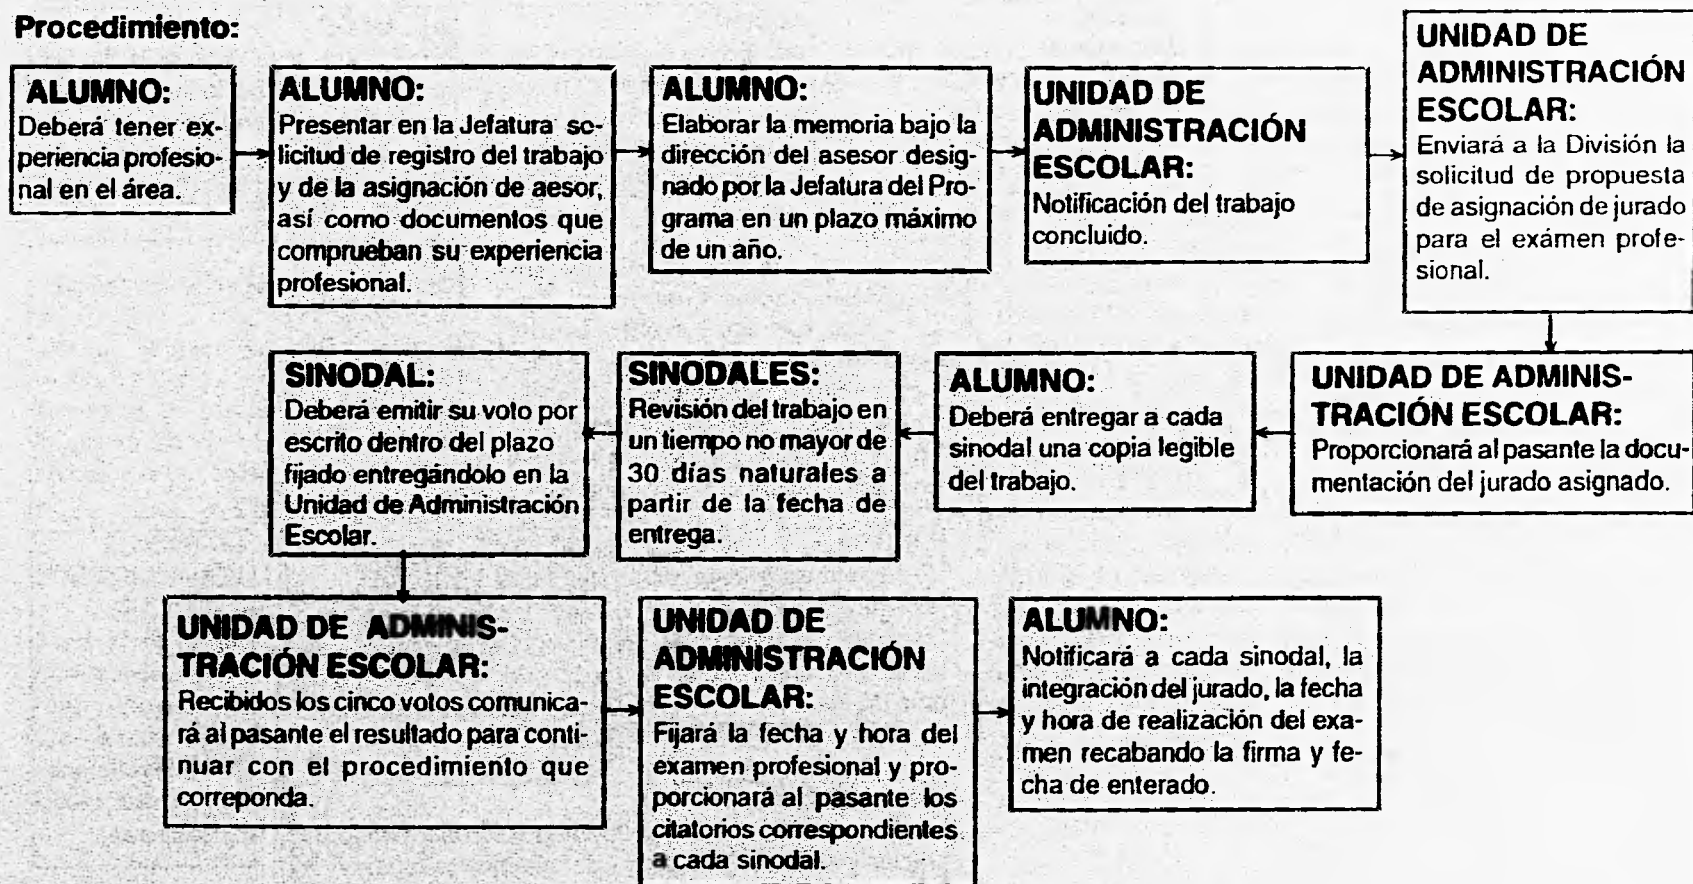 Procedimiento:
ALUMNO:
Deberá tener ex-
periencia profesio-
nal en el área.
ALUMNO:
Presentar en la Jefatura so-
licitud de registro del trabajo
y de la asignación de aesor,
así como documentos que
comprueban su experiencia
profesional.
ALUMNO:
Elaborar la memoria bajo la
dirección del asesor desig-
nado por la Jefatura del Pro-
grama en un plazo máximo
de un año.
UNIDAD DE
ADMINISTRACIÓN
ESCOLAR:
Notificación del trabajo
concluido.
UNIDAD DE
ADMINISTRACIÓN
ESCOLAR:
Enviará a la División la
solicitud de propuesta
de asignación de jurado
para el exámen profe-
sional.
UNIDAD DE ADMINIS-
TRACIÓN ESCOLAR:
Proporcionará al pasante la docu-
mentación del jurado asignado.
ALUMNO:
Deberá entregar a cada
sinodal una copia legible
del trabajo.
SINODALES:
Revisión del trabajo en
un tiempo no mayor de
30 días naturales a
partir de la fecha de
entrega.
SINODAL:
Deberá emitir su voto por
escrito dentro del plazo
fijado entregándolo en la
Unidad de Administración
Escolar.
UNIDAD DE ADMINIS-
TRACIÓN ESCOLAR:
Recibidos los cinco votos comunica-
rá al pasante el resultado para conti-
nuar con el procedimiento que
correponda.
UNIDAD DE
ADMINISTRACIÓN
ESCOLAR:
Fijará la fecha y hora del
examen profesional y pro-
porcionará al pasante los
citatorios correspondientes
a cada sinodal.
ALUMNO:
Notificará a cada sinodal, la
integración del jurado, la fecha
y hora de realización del exa-
men recabando la firma y fe-
cha de enterado.